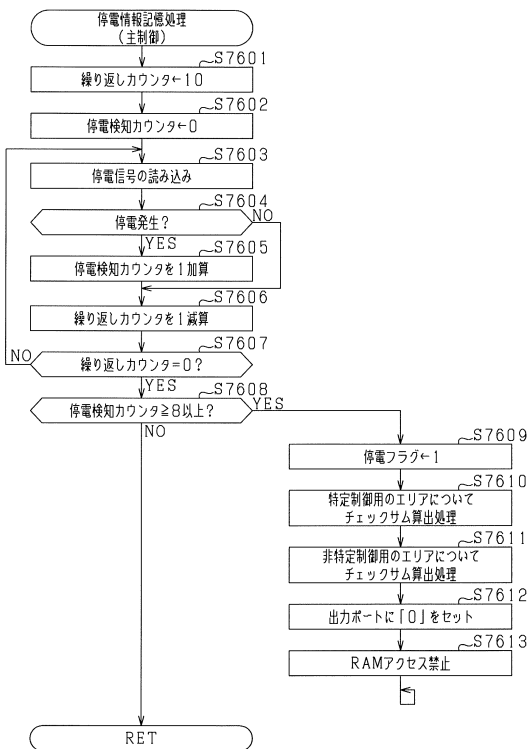 停電情報記憶処理
(主制御)
S7601
繰り返しカウンタ←10
S7602
停電検知カウンタ←0
S7603
停電信号の読み込み
S7604
停電発生?
NO
YES
S7605
停電検知カウンタを1加算
S7606
繰り返しカウンタを1減算
S7607
NO
繰り返しカウンタ=0?
YES
S7608
停電検知カウンタ≧8以上?
YES
NO
S7609
停電フラグ←1
S7610
特定制御用のエリアについて
チェックサム算出処理
S7611
非特定制御用のエリアについて
チェックサム算出処理
S7612
出力ポートに「0」をセット
S7613
RAMアクセス禁止
RET